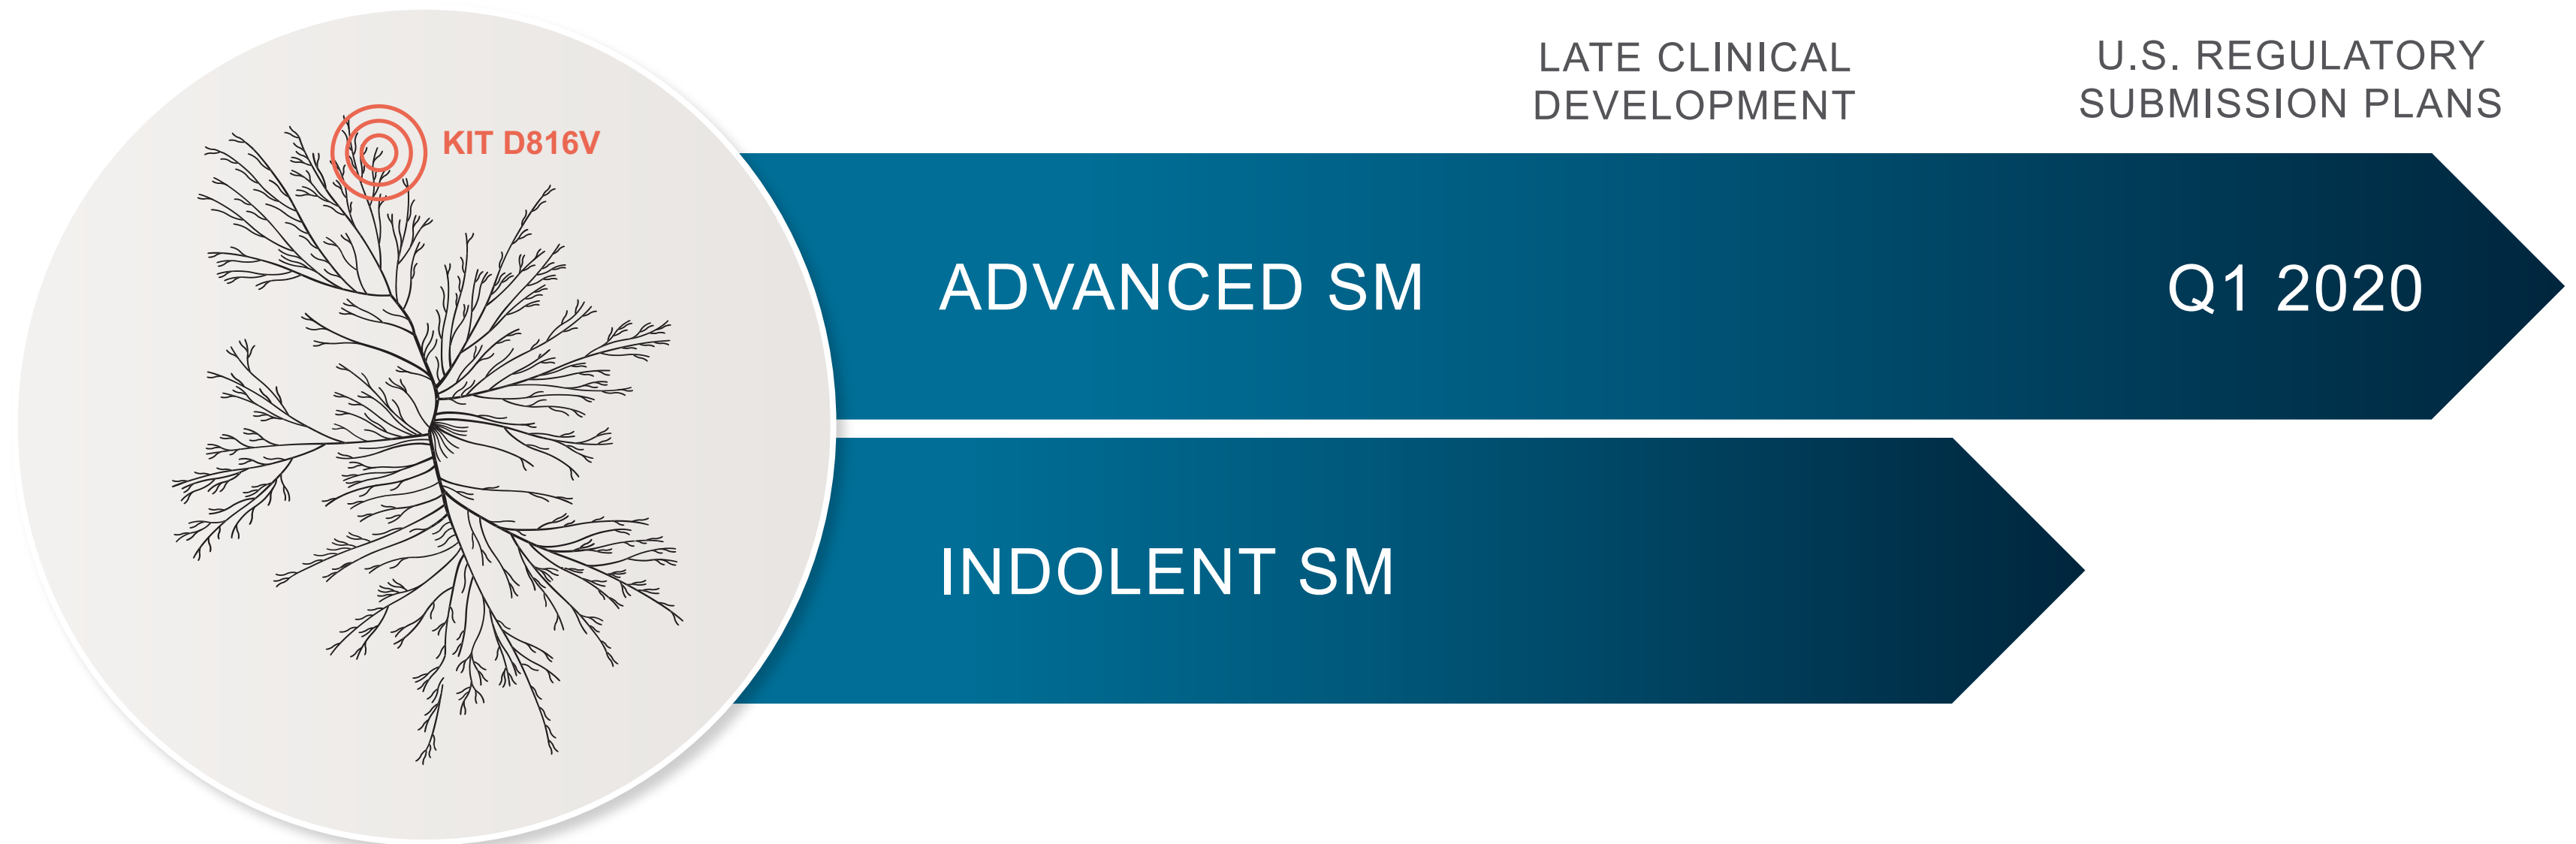 LATE CLINICAL
DEVELOPMENT
U.S. REGULATORY
SUBMISSION PLANS
KIT D816V
ADVANCED SM
Q1 2020
INDOLENT SM